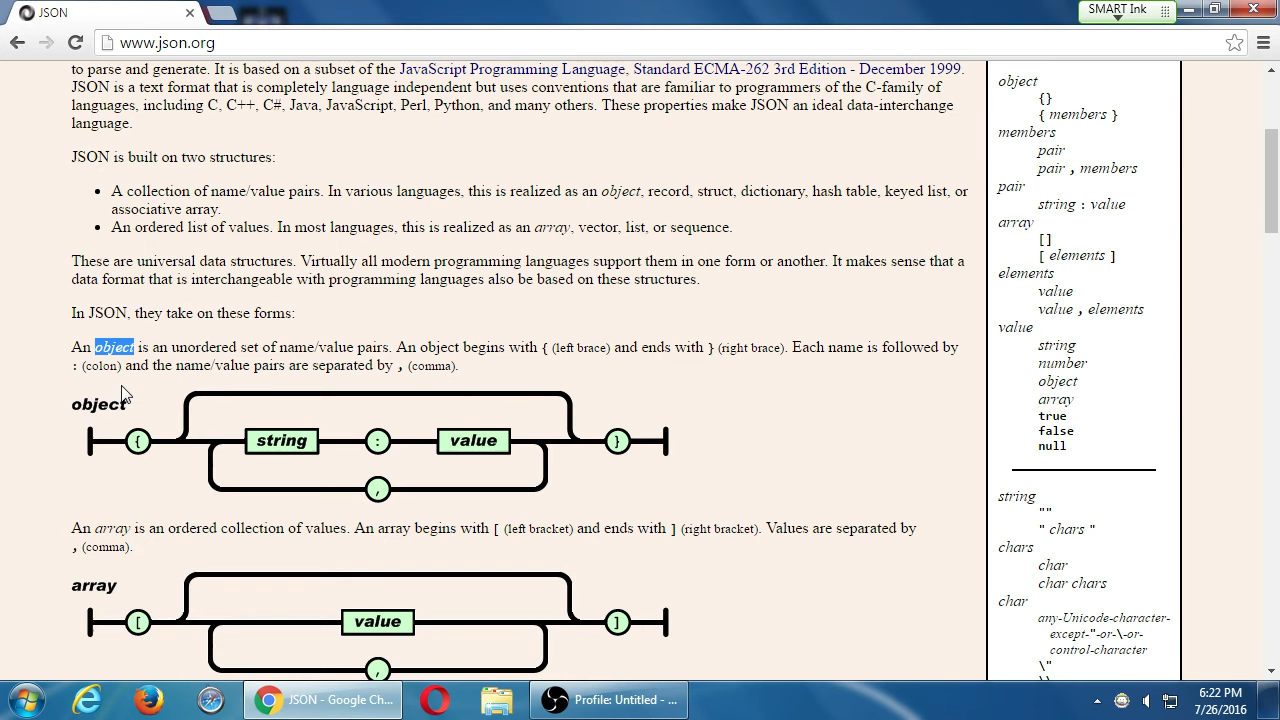 JSON
SMART Ink
www.json.org
to parse and generate. It is based on a subset of the JavaScript Programming Language, Standard ECMA-262 3rd Edition - December 1999.
JSON is a text format that is completely language independent but uses conventions that are familiar to programmers of the C-family of
languages, including C, C++, C#, Java, JavaScript, Perl, Python, and many others. These properties make JSON an ideal data-interchange
language.
JSON is built on two structures:
• A collection of name/value pairs. In various languages, this is realized as an object, record, struct, dictionary, hash table, keyed list, or
associative array.
• An ordered list of values. In most languages, this is realized as an array, vector, list, or sequence.
These are universal data structures. Virtually all modern programming languages support them in one form or another. It makes sense that a
data format that is interchangeable with programming languages also be based on these structures.
In JSON, they take on these forms:
An object is an unordered set of name/value pairs. An object begins with { (left brace) and ends with } (right brace). Each name is followed by
: (colon) and the name/value pairs are separated by , (comma).
object
{ string : value }
,
An array is an ordered collection of values. An array begins with [ (left bracket) and ends with ] (right bracket). Values are separated by
, (comma).
array
[ value ]
,
object
{}
{ members }
members
pair
pair , members
pair
string : value
array
[]
[ elements ]
elements
value
value , elements
value
string
number
object
array
true
false
null
string
""
" chars "
chars
char
char chars
char
any-Unicode-character-
except-"-or-\-or-
control-character
\"
JSON - Google Ch...
Profile: Untitled - ...
6:22 PM
7/26/2016